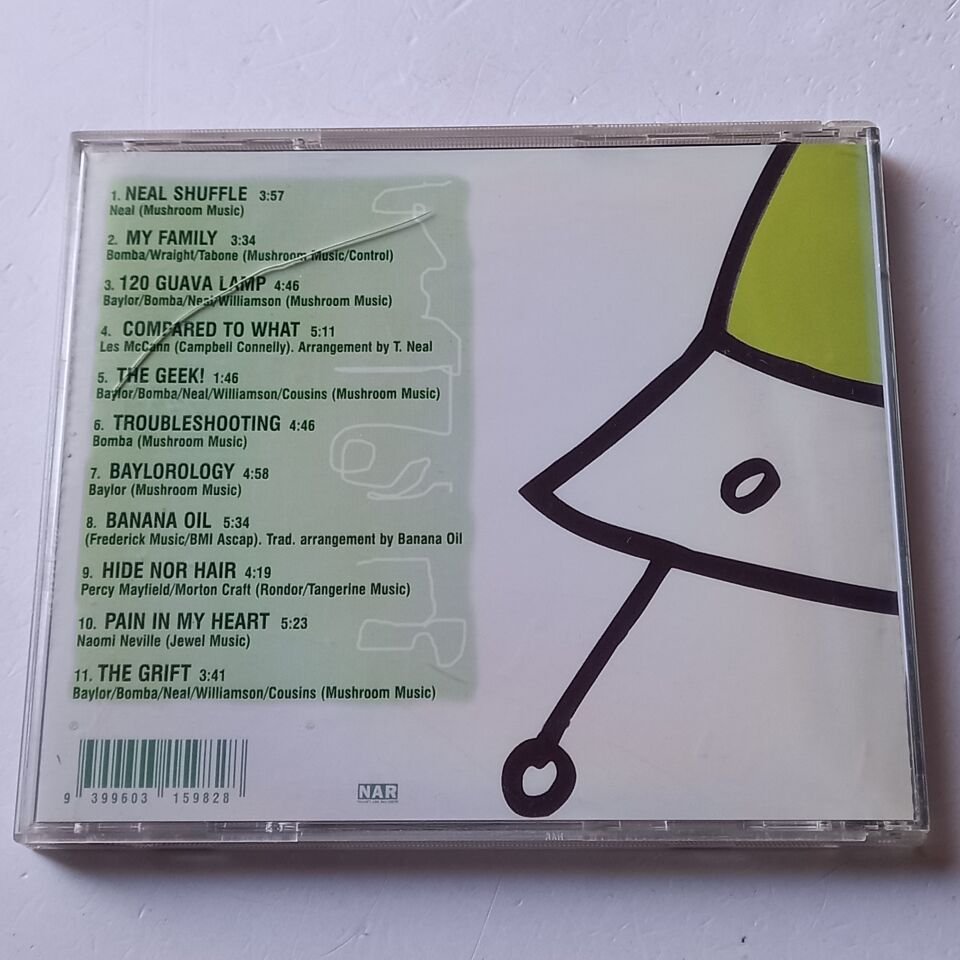 1. NEAL SHUFFLE 3:57
Neal (Mushroom Music)
2. MY FAMILY 3:34
Bomba/Wraight/Tabone (Mushroom Music/Control)
3. 120 GUAVA LAMP 4:46
Baylor/Bomba/Neal/Williamson (Mushroom Music)
4. COMPARED TO WHAT 5:11
Les McCann (Campbell Connelly). Arrangement by T. Neal
5. THE GEEK! 1:46
Baylor/Bomba/Neal/Williamson/Cousins (Mushroom Music)
6. TROUBLESHOOTING 4:46
Bomba (Mushroom Music)
7. BAYLOROLOGY 4:58
Baylor (Mushroom Music)
8. BANANA OIL 5:34
(Frederick Music/BMI Ascap). Trad. arrangement by Banana Oil
9. HIDE NOR HAIR 4:19
Percy Mayfield/Morton Craft (Rondor/Tangerine Music)
10. PAIN IN MY HEART 5:23
Naomi Neville (Jewel Music)
11. THE GRIFT 3:41
Baylor/Bomba/Neal/Williamson/Cousins (Mushroom Music)
9 399603 159828
NAR